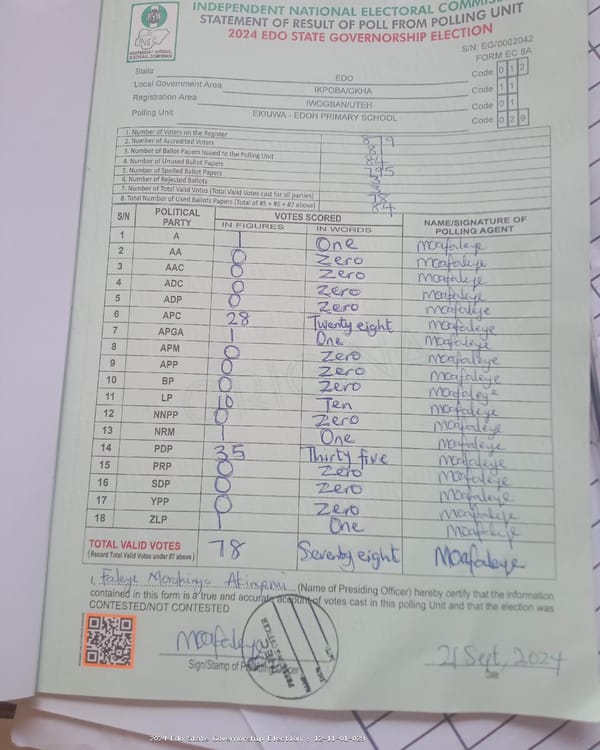 INDEPENDENT NATIONAL ELECTORAL
STATEMENT OF RESULT OF POLL FROM POLLING UNIT
2024 EDO STATE GOVERNORSHIP ELECTION
INEC
INDEPENDENT NATIONAL
ELECTORAL COMMISSION
S/N: EG/0002042
FORM EC 8A
State EDO Code 0 1 2
Local Government Area IKPOBA/OKHA Code 1 1
Registration Area IWOGBAN/UTEH Code 0 1
Polling Unit EKIUWA - EDOH PRIMARY SCHOOL Code 0 2 9
1. Number of Voters on the Register 879
2. Number of Accredited Voters 81
3. Number of Ballot Papers Issued to the Polling Unit
4. Number of Unused Ballot Papers 795
5. Number of Spoiled Ballot Papers 3
6. Number of Rejected Ballots 3
7. Number of Total Valid Votes (Total Valid Votes cast for all parties) 78
8. Total Number of Used Ballots Papers (Total of #5 + #6 + #7 above) 84
S/N POLITICAL PARTY VOTES SCORED NAME/SIGNATURE OF POLLING AGENT
IN FIGURES IN WORDS
1 A 1 One Moafaleye
2 AA 0 Zero Moafaleye
3 AAC 0 Zero Moafaleye
4 ADC 0 Zero Moafaleye
5 ADP 0 Zero Moafaleye
6 APC 28 Twenty eight Moafaleye
7 APGA 1 One Moafaleye
8 APM 0 Zero Moafaleye
9 APP 0 Zero Moafaleye
10 BP 0 Zero Moafaleye
11 LP 10 Ten Moafaleye
12 NNPP 0 Zero Moafaleye
13 NRM 1 One Moafaleye
14 PDP 35 Thirty five Moafaleye
15 PRP 0 Zero Moafaleye
16 SDP 0 Zero Moafaleye
17 YPP 0 Zero Moafaleye
18 ZLP 1 One Moafaleye
TOTAL VALID VOTES 78 Seventy eight Moafaleye
(Record Total Valid Votes under #7 above)
I, Faleye Morakinyo Akinyemi (Name of Presiding Officer) hereby certify that the information
contained in this form is a true and accurate account of votes cast in this polling Unit and that the election was
CONTESTED/NOT CONTESTED
Moafaleye 21 Sept, 2024
Sign/Stamp of Officer Date
2024 Edo State Governorship Election - 12-11-01-029